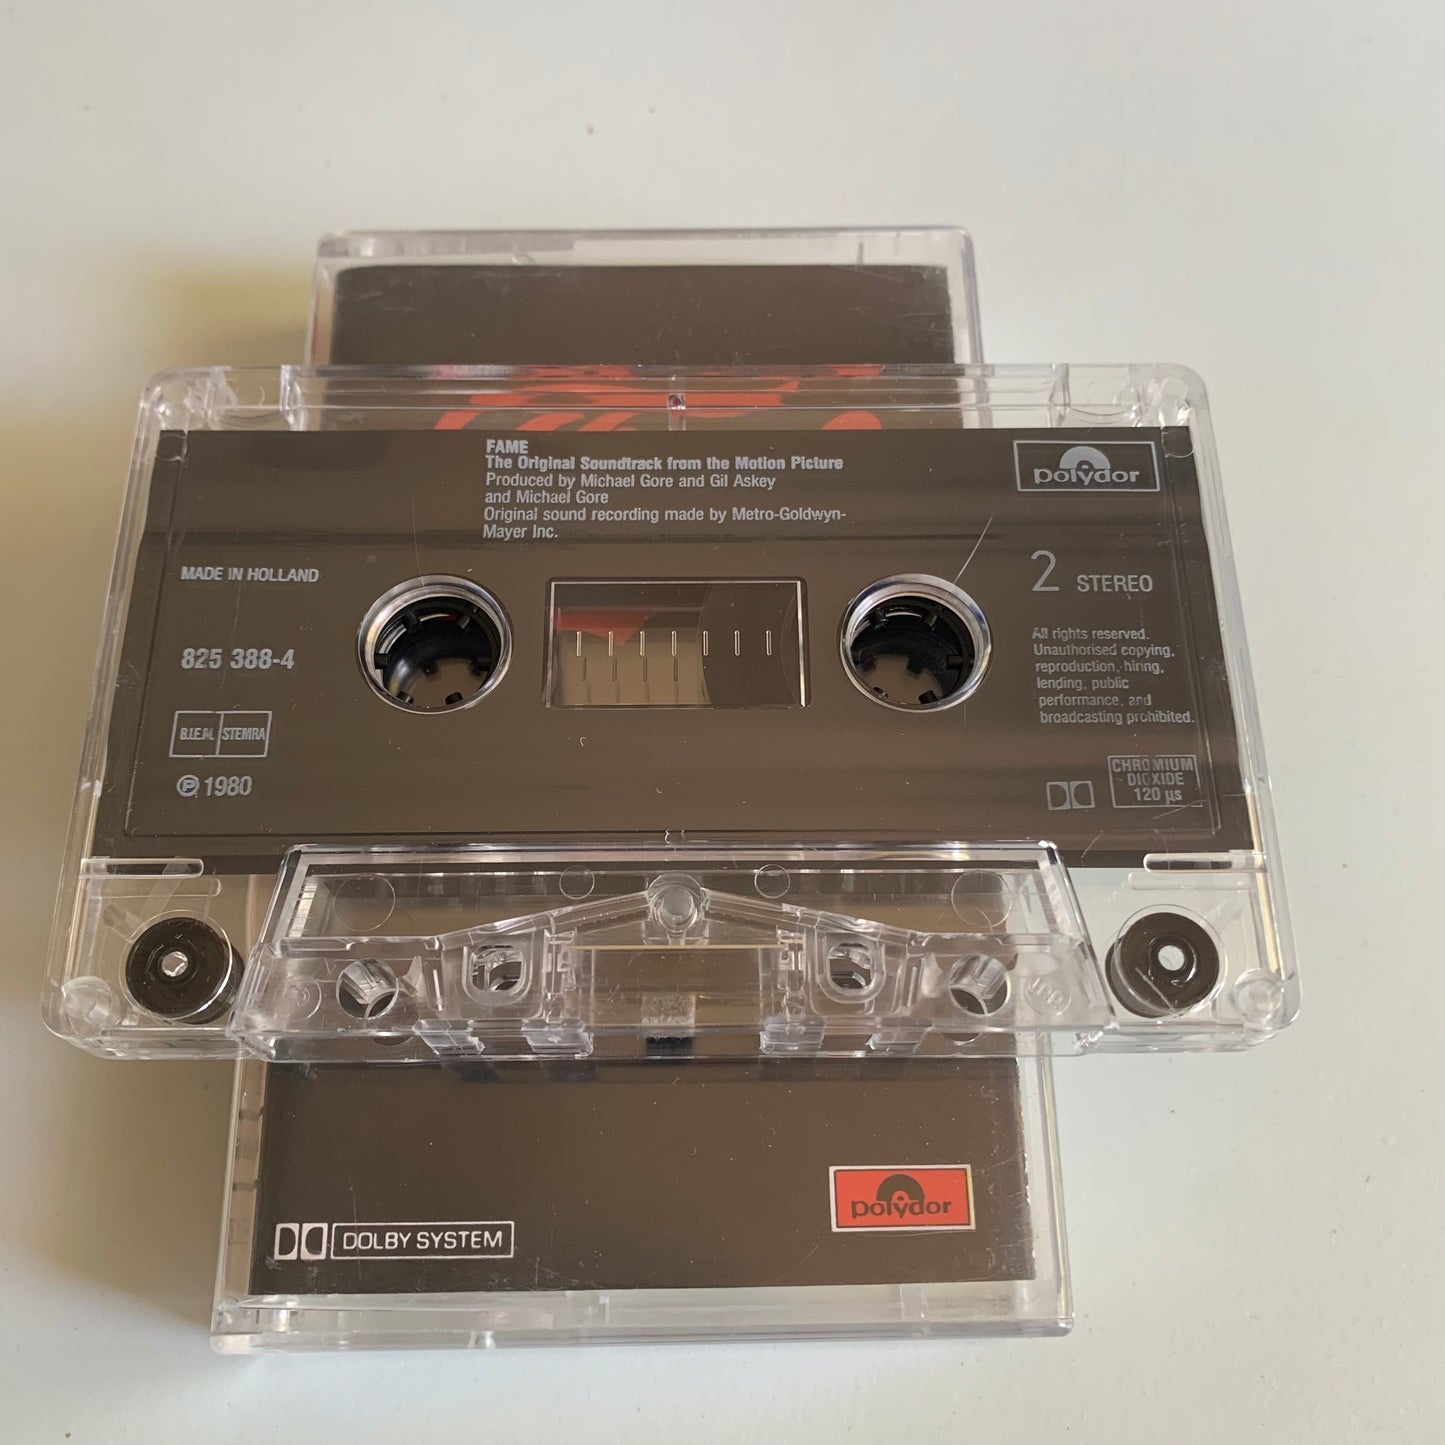 FAME
The Original Soundtrack from the Motion Picture
Produced by Michael Gore and Gil Askey
and Michael Gore
Original sound recording made by Metro-Goldwyn-
Mayer Inc.
polydor
MADE IN HOLLAND
2 STEREO
825 388-4
All rights reserved.
Unauthorised copying,
reproduction, hiring,
lending, public
performance, and
broadcasting prohibited.
B.I.E.M. STEMRA
℗ 1980
CHROMIUM
DIOXIDE
120 µs
polydor
DOLBY SYSTEM